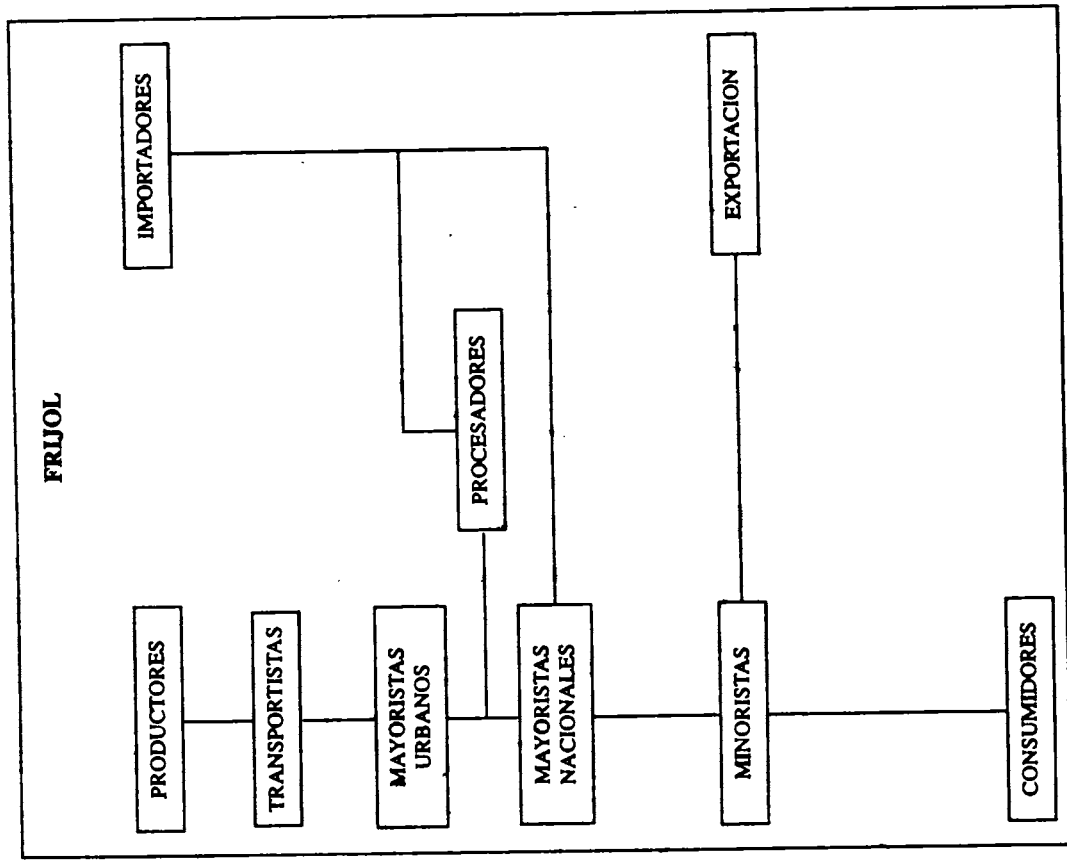 FRIJOL
PRODUCTORES
IMPORTADORES
TRANSPORTISTAS
MAYORISTAS
URBANOS
PROCESADORES
MAYORISTAS
NACIONALES
MINORISTAS
EXPORTACION
CONSUMIDORES